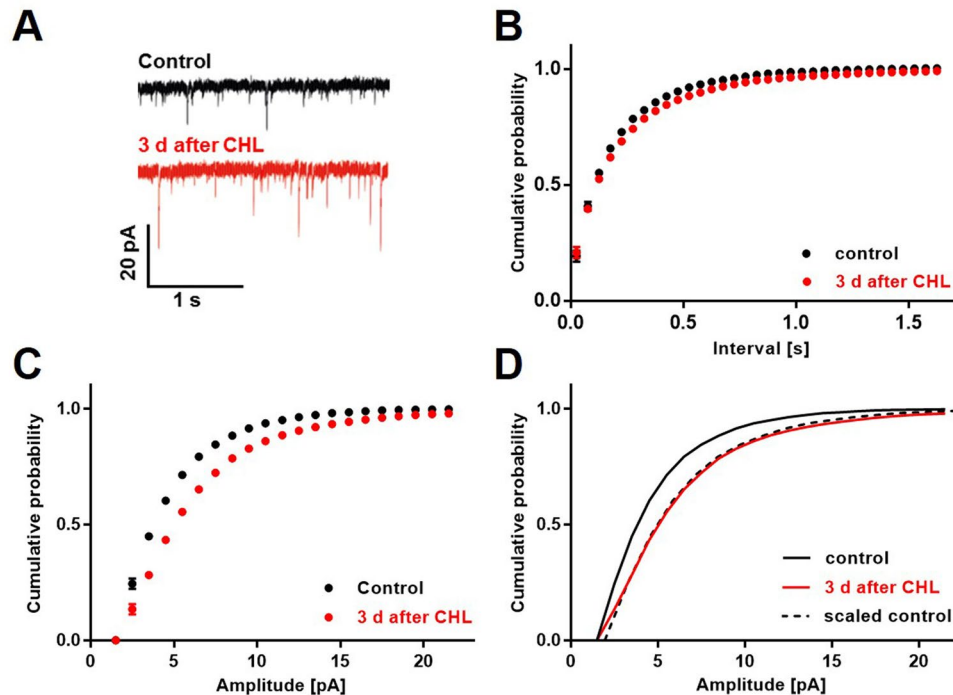 A
Control
3 d after CHL
20 pA
1 s
B
Cumulative probability
1.0
0.5
0.0
control
3 d after CHL
0.0 0.5 1.0 1.5
Interval [s]
C
Cumulative probability
1.0
0.5
0.0
Control
3 d after CHL
0 5 10 15 20
Amplitude [pA]
D
Cumulative probability
1.0
0.5
0.0
control
3 d after CHL
scaled control
0 5 10 15 20
Amplitude [pA]